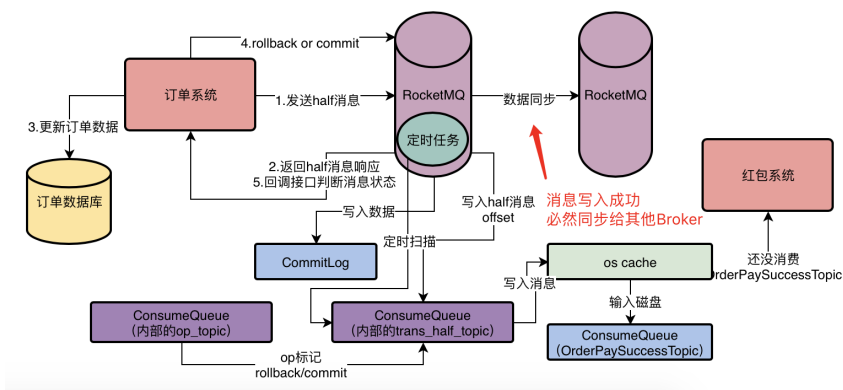 4.rollback or commit
订单系统
1.发送half消息
RocketMQ
数据同步
RocketMQ
3.更新订单数据
定时任务
2.返回half消息响应
5.回调接口判断消息状态
订单数据库
写入half消息
offset
消息写入成功
必然同步给其他Broker
红包系统
写入数据
定时扫描
CommitLog
os cache
还没消费
OrderPaySuccessTopic
写入消息
输入磁盘
ConsumeQueue
（内部的op_topic）
ConsumeQueue
（内部的trans_half_topic）
ConsumeQueue
（OrderPaySuccessTopic）
op标记
rollback/commit